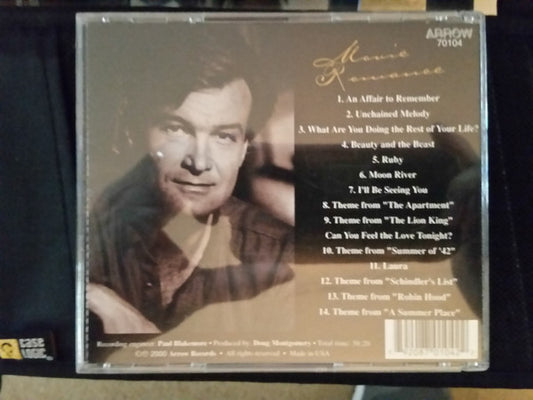 ARROW
70104
Movie
Romance
1. An Affair to Remember
2. Unchained Melody
3. What Are You Doing the Rest of Your Life?
4. Beauty and the Beast
5. Ruby
6. Moon River
7. I'll Be Seeing You
8. Theme from "The Apartment"
9. Theme from "The Lion King"
Can You Feel the Love Tonight?
10. Theme from "Summer of '42"
11. Laura
12. Theme from "Schindler's List"
13. Theme from "Robin Hood"
14. Theme from "A Summer Place"
Recording engineer: Paul Blakemore • Produced by: Doug Montgomery • Total time:
© 2000 Arrow Records • All rights reserved • Made in USA
case
logic